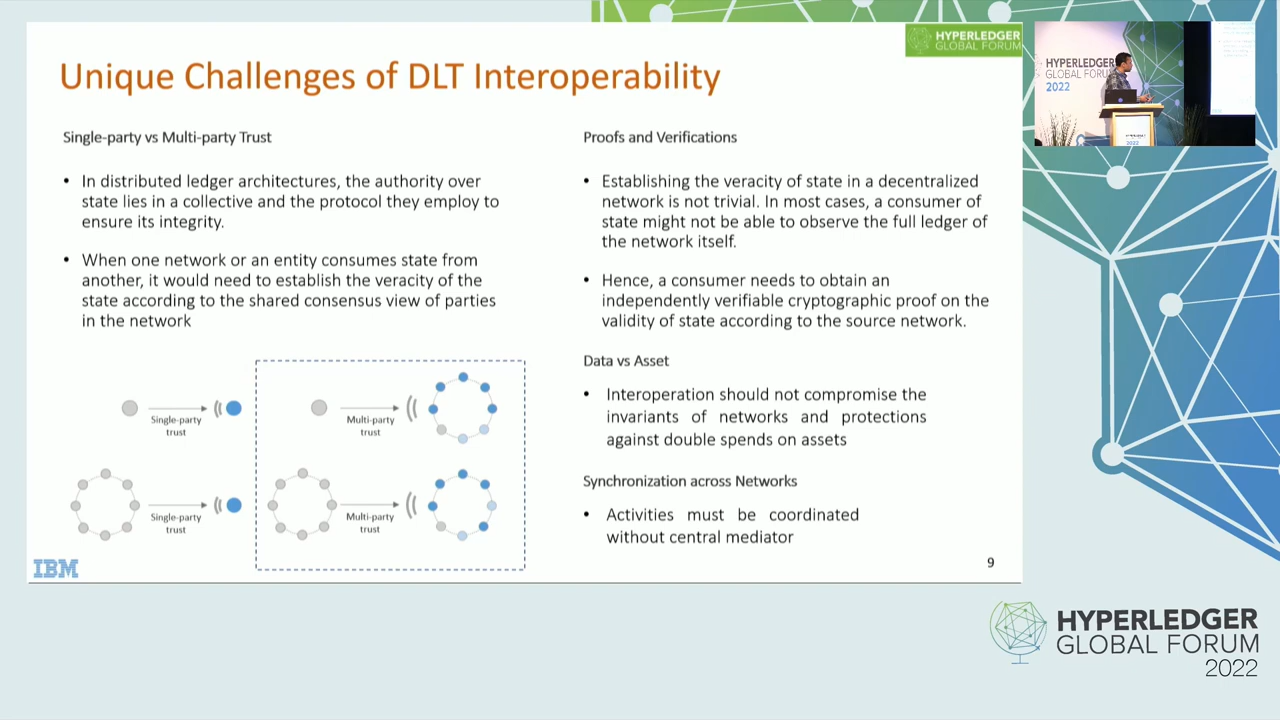 HYPERLEDGER
GLOBAL FORUM
Unique Challenges of DLT Interoperability
Single-party vs Multi-party Trust
• In distributed ledger architectures, the authority over
state lies in a collective and the protocol they employ to
ensure its integrity.
• When one network or an entity consumes state from
another, it would need to establish the veracity of the
state according to the shared consensus view of parties
in the network
Single-party
trust
Multi-party
trust
Single-party
trust
Multi-party
trust
IBM
Proofs and Verifications
• Establishing the veracity of state in a decentralized
network is not trivial. In most cases, a consumer of
state might not be able to observe the full ledger of
the network itself.
• Hence, a consumer needs to obtain an
independently verifiable cryptographic proof on the
validity of state according to the source network.
Data vs Asset
• Interoperation should not compromise the
invariants of networks and protections
against double spends on assets
Synchronization across Networks
• Activities must be coordinated
without central mediator
9
HYPERLEDGER
GLOBAL FORUM
2022
HYPERLEDGER
GLOBAL FORUM
2022